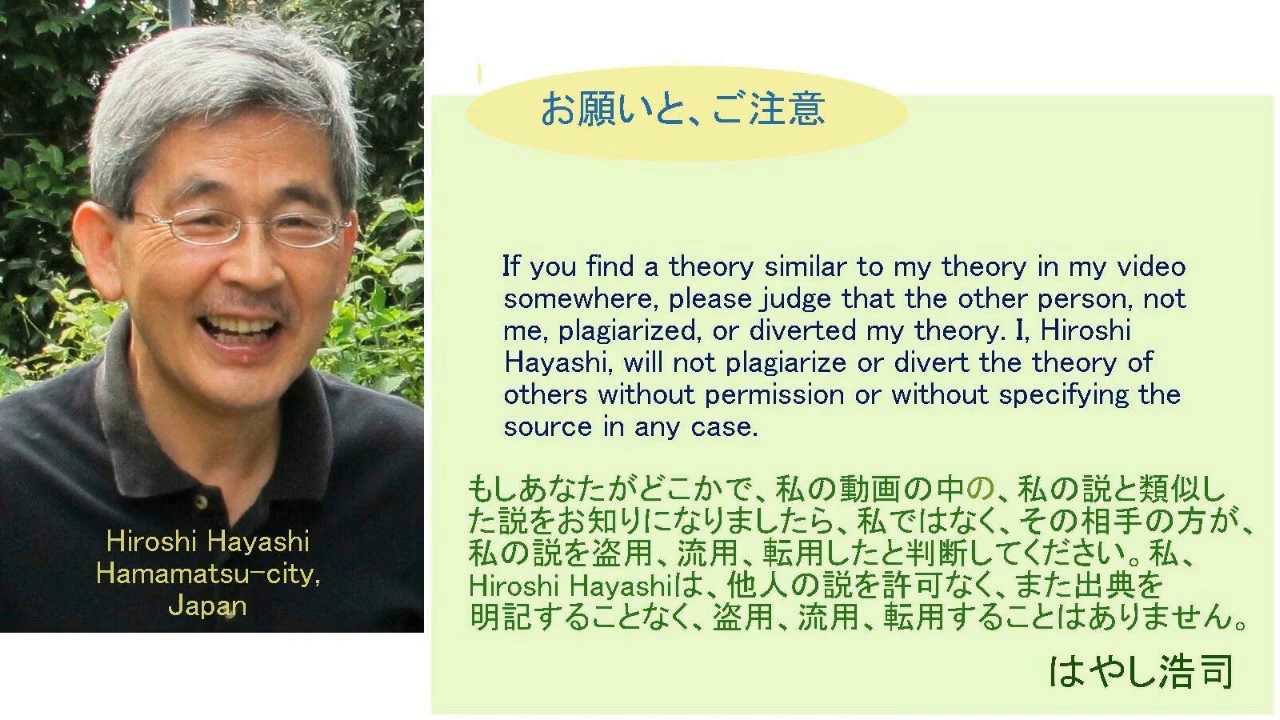 お願いと、ご注意
If you find a theory similar to my theory in my video
somewhere, please judge that the other person, not
me, plagiarized, or diverted my theory. I, Hiroshi
Hayashi, will not plagiarize or divert the theory of
others without permission or without specifying the
source in any case.
もしあなたがどこかで、私の動画の中の、私の説と類似し
た説をお知りになりましたら、私ではなく、その相手の方が、
私の説を盗用、流用、転用したと判断してください。私、
Hiroshi Hayashiは、他人の説を許可なく、また出典を
明記することなく、盗用、流用、転用することはありません。
はやし浩司
Hiroshi Hayashi
Hamamatsu-city,
Japan